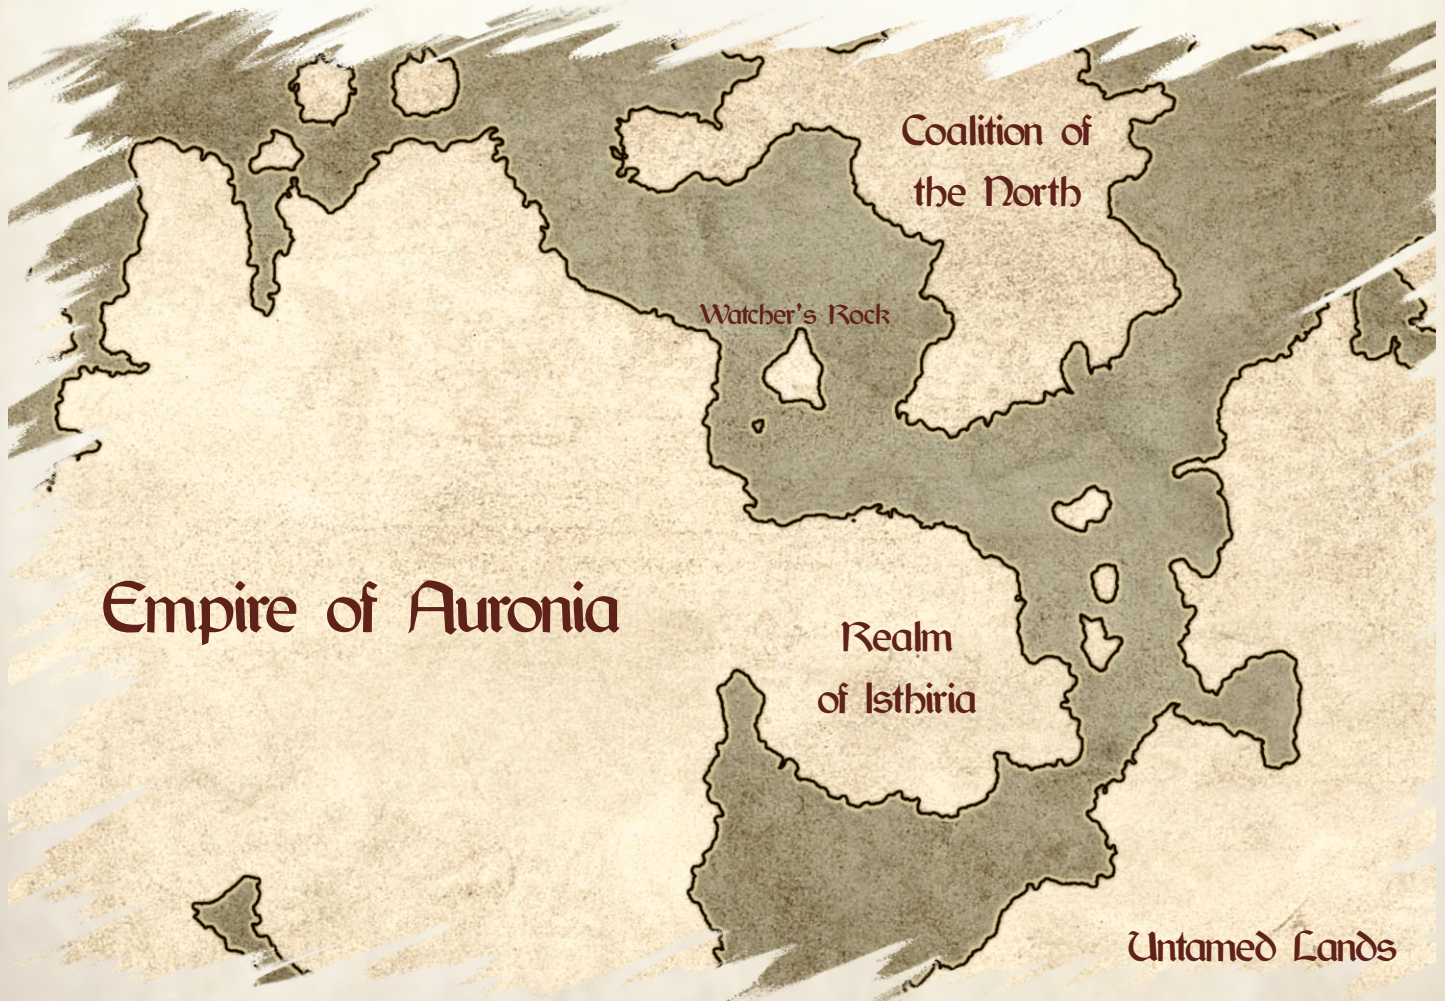 Coalition of
the North
Watcher's Rock
Empire of Auronia
Realm
of Isthiria
Untamed Lands